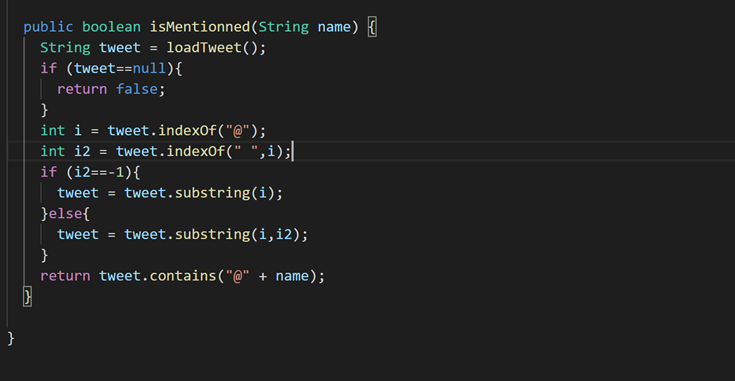 public boolean isMentionned(String name) {
String tweet = loadTweet();
if (tweet==null){
return false;
}
int i = tweet.indexOf("@");
int i2 = tweet.indexOf(" ",i);
if (i2==-1){
tweet = tweet.substring(i);
}else{
tweet = tweet.substring(i,i2);
}
return tweet.contains("@" + name);
}
}